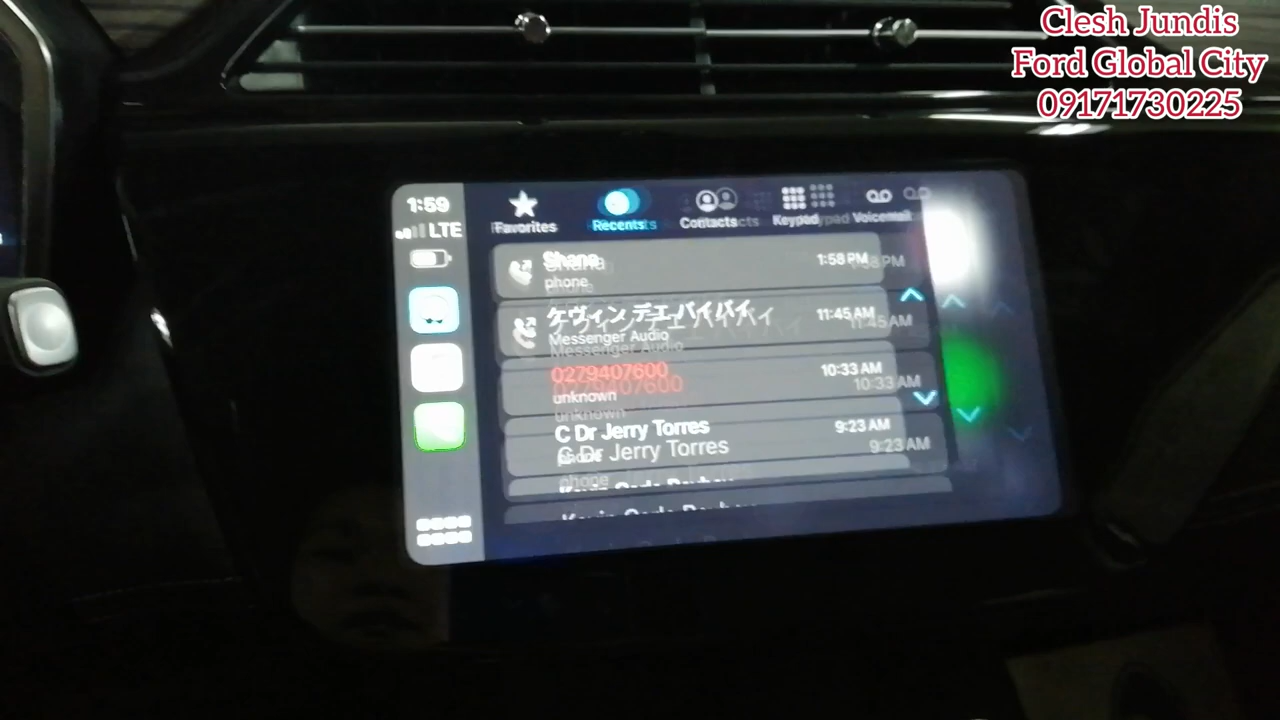 Clesh Jundis
Ford Global City
09171730225
1:59
LTE
Favorites
Recents
Contacts
Keypad
Voicemail
Shane
phone
1:58 PM
ケヴィン デエ バイバイ
Messenger Audio
11:45 AM
0279407600
unknown
10:33 AM
C Dr Jerry Torres
phone
9:23 AM